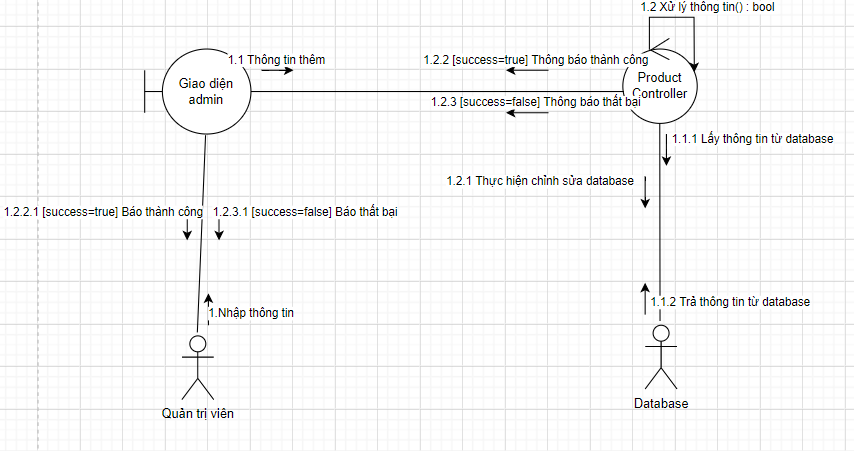 1.2 Xử lý thông tin() : bool
1.1 Thông tin thêm
1.2.2 [success=true] Thông báo thành công
Giao diện
admin
Product
Controller
1.2.3 [success=false] Thông báo thất bại
1.1.1 Lấy thông tin từ database
1.2.1 Thực hiện chỉnh sửa database
1.2.2.1 [success=true] Báo thành công
1.2.3.1 [success=false] Báo thất bại
1.1.2 Trả thông tin từ database
1.Nhập thông tin
Quản trị viên
Database